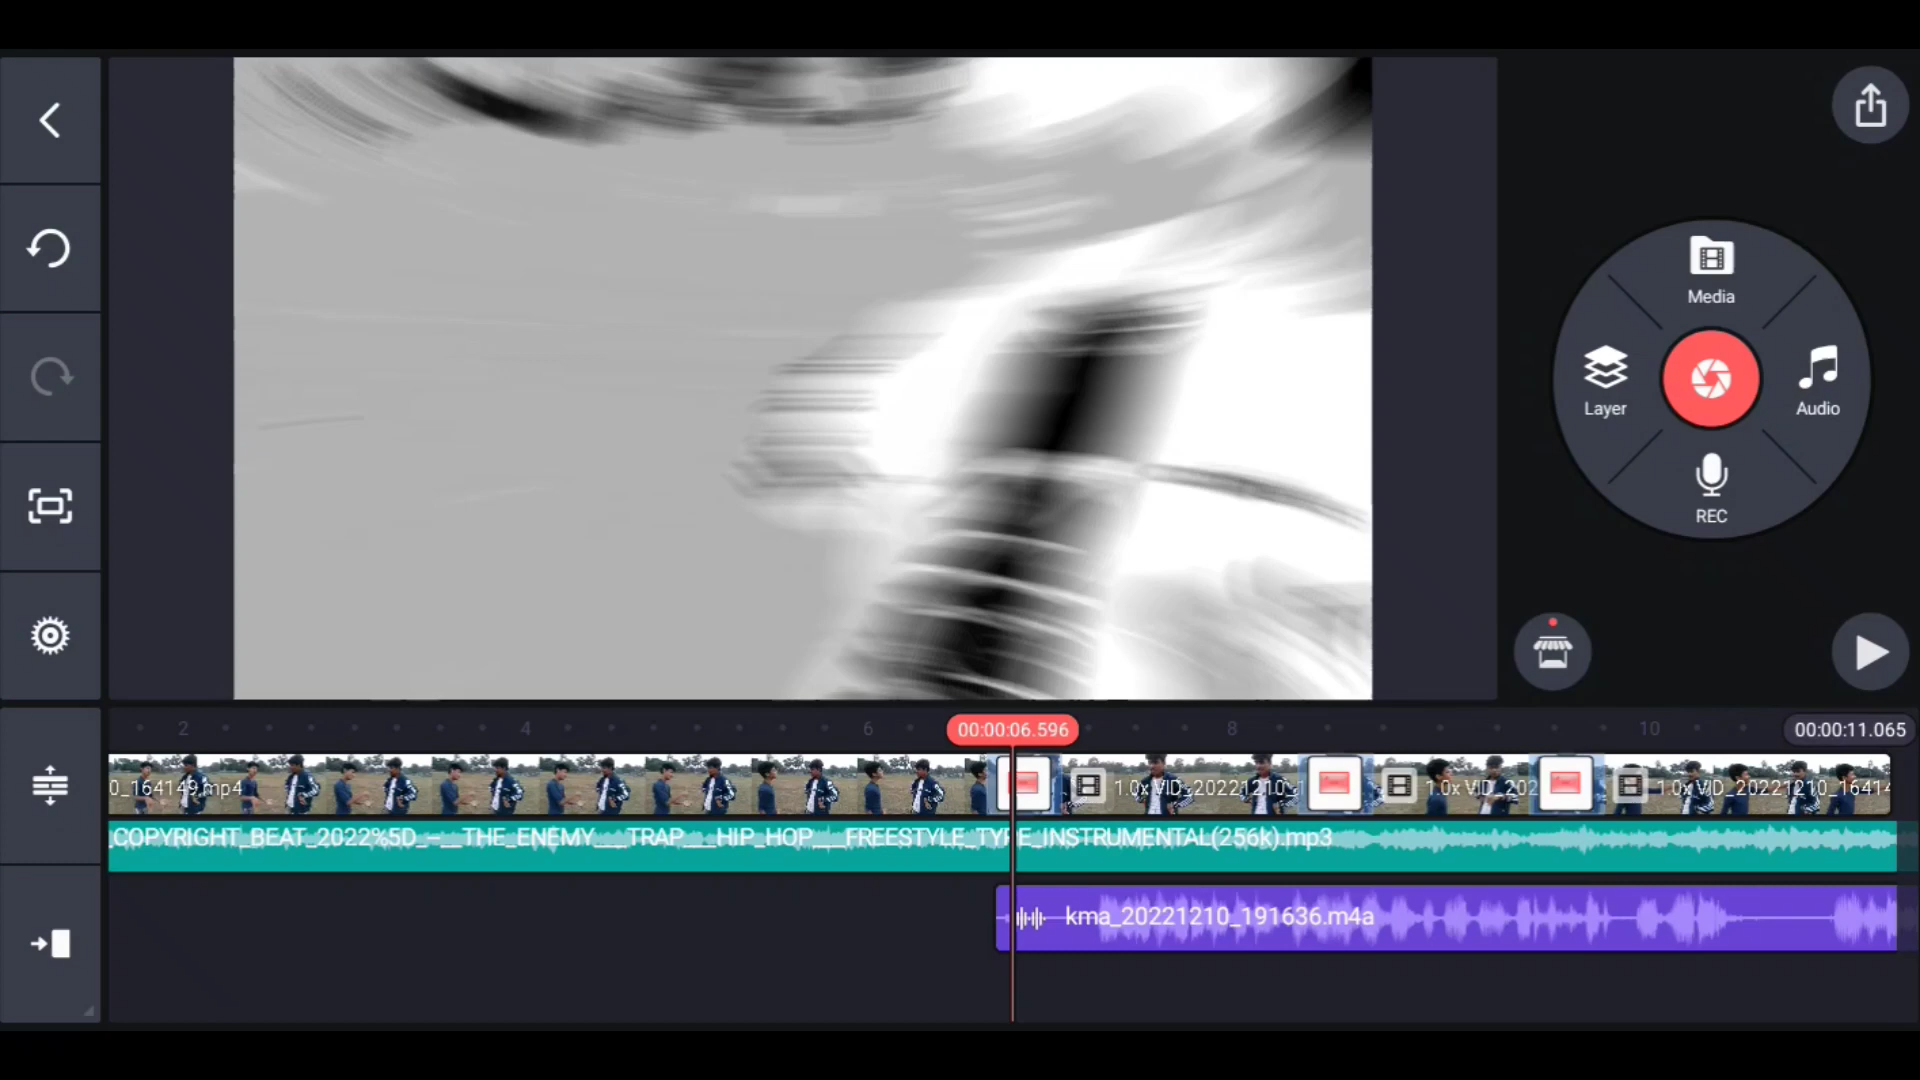 Media
Layer
Audio
REC
2
4
6
00:00:06.596
8
10
00:00:11.065
0_164149.mp4
1.0x VID_20221210_1
1.0x VID_202
1.0x VID_20221210_16414
COPYRIGHT_BEAT_2022%5D_–__THE_ENEMY___TRAP___HIP_HOP___FREESTYLE_TYPE_INSTRUMENTAL(256k).mp3
kma_20221210_191636.m4a